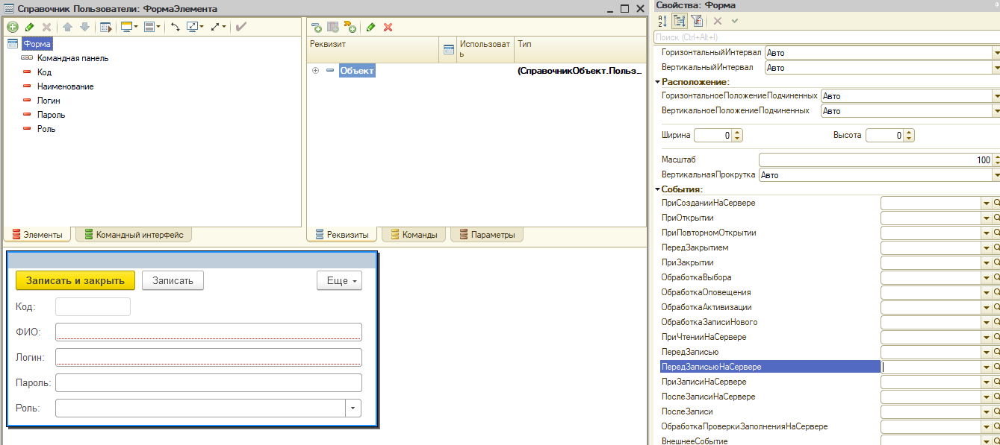 Справочник Пользователи: ФормаЭлемента
Форма
Командная панель
Код
Наименование
Логин
Пароль
Роль
Элементы
Командный интерфейс
Реквизит
Использовать
Тип
Объект
(СправочникОбъект.Польз...
Реквизиты
Команды
Параметры
Записать и закрыть
Записать
Еще
Код:
ФИО:
Логин:
Пароль:
Роль:
Свойства: Форма
Поиск (Ctrl+Alt+I)
ГоризонтальныйИнтервал Авто
ВертикальныйИнтервал Авто
Расположение:
ГоризонтальноеПоложениеПодчиненных Авто
ВертикальноеПоложениеПодчиненных Авто
Ширина 0 Высота 0
Масштаб 100
ВертикальнаяПрокрутка Авто
События:
ПриСозданииНаСервере
ПриОткрытии
ПриПовторномОткрытии
ПередЗакрытием
ПриЗакрытии
ОбработкаВыбора
ОбработкаОповещения
ОбработкаАктивизации
ОбработкаЗаписиНового
ПриЧтенииНаСервере
ПередЗаписью
ПередЗаписьюНаСервере
ПриЗаписиНаСервере
ПослеЗаписиНаСервере
ПослеЗаписи
ОбработкаПроверкиЗаполненияНаСервере
ВнешнееСобытие